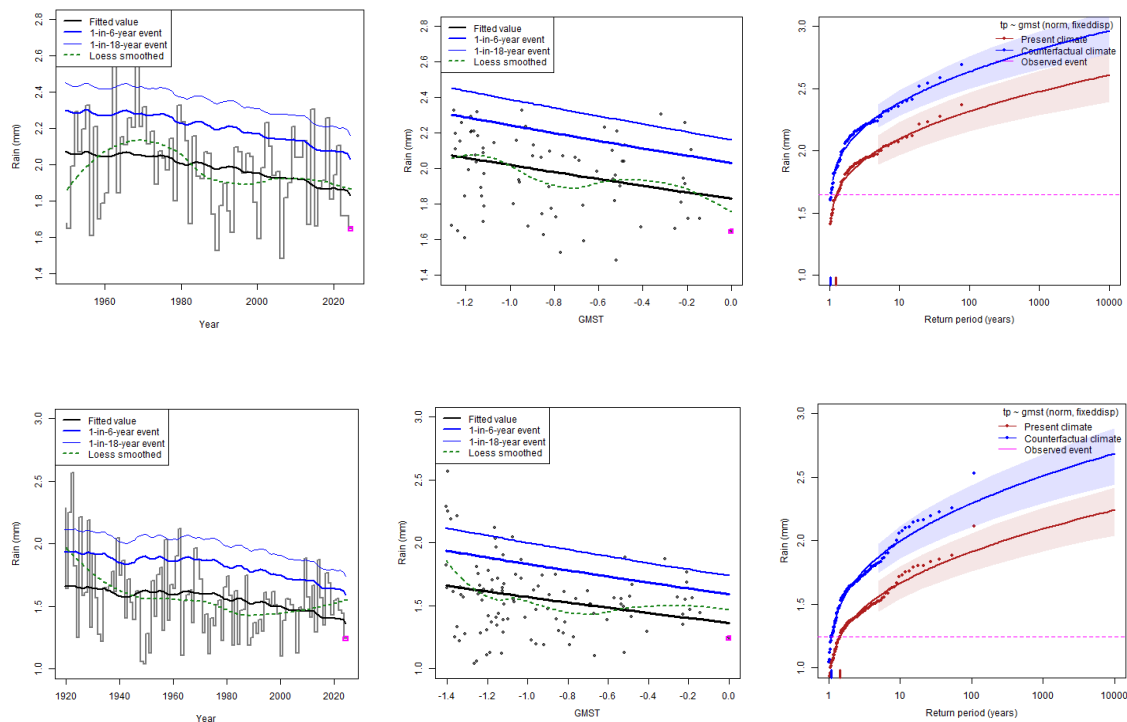 Fitted value
1-in-6-year event
1-in-18-year event
Loess smoothed
Rain (mm)
1.4 1.6 1.8 2.0 2.2 2.4 2.6 2.8
1960 1980 2000 2020
Year
Fitted value
1-in-6-year event
1-in-18-year event
Loess smoothed
Rain (mm)
1.4 1.6 1.8 2.0 2.2 2.4 2.6 2.8
-1.2 -1.0 -0.8 -0.6 -0.4 -0.2 0.0
GMST
tp ~ gmst (norm, fixeddisp)
Present climate
Counterfactual climate
Observed event
Rain (mm)
1.0 1.5 2.0 2.5 3.0
1 10 100 1000 10000
Return period (years)
Fitted value
1-in-6-year event
1-in-18-year event
Loess smoothed
Rain (mm)
1.0 1.5 2.0 2.5 3.0
1920 1940 1960 1980 2000 2020
Year
Fitted value
1-in-6-year event
1-in-18-year event
Loess smoothed
Rain (mm)
1.0 1.5 2.0 2.5 3.0
-1.4 -1.2 -1.0 -0.8 -0.6 -0.4 -0.2 0.0
GMST
tp ~ gmst (norm, fixeddisp)
Present climate
Counterfactual climate
Observed event
Rain (mm)
1.0 1.5 2.0 2.5 3.0
1 10 100 1000 10000
Return period (years)